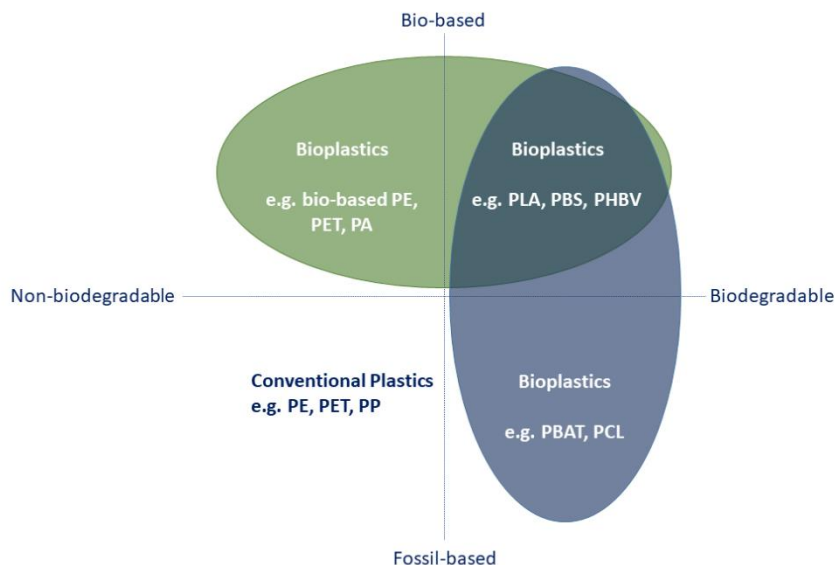 Bio-based
Bioplastics
e.g. bio-based PE,
PET, PA
Bioplastics
e.g. PLA, PBS, PHBV
Non-biodegradable
Biodegradable
Conventional Plastics
e.g. PE, PET, PP
Bioplastics
e.g. PBAT, PCL
Fossil-based